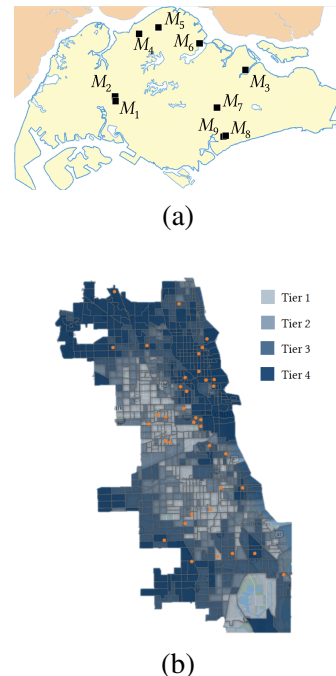 M5
M4
M6
M3
M2
M1
M7
M9 M8
(a)
Tier 1
Tier 2
Tier 3
Tier 4
(b)